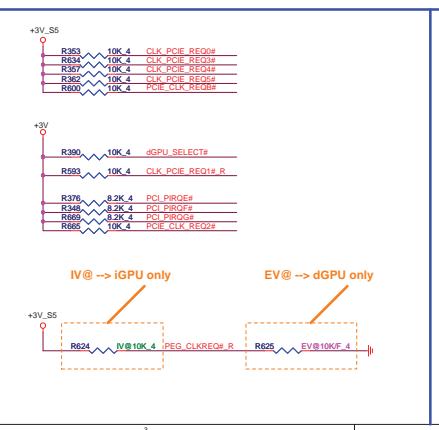 +3V_S5
R353 10K_4 CLK_PCIE_REQ0#
R634 10K_4 CLK_PCIE_REQ3#
R357 10K_4 CLK_PCIE_REQ4#
R362 10K_4 CLK_PCIE_REQ5#
R600 10K_4 PCIE_CLK_REQB#
+3V
R390 10K_4 dGPU_SELECT#
R593 10K_4 CLK_PCIE_REQ1#_R
R376 8.2K_4 PCI_PIRQE#
R348 8.2K_4 PCI_PIRQF#
R669 8.2K_4 PCI_PIRQG#
R665 10K_4 PCIE_CLK_REQ2#
IV@ --> iGPU only EV@ --> dGPU only
+3V_S5
R624 IV@10K_4 PEG_CLKREQ#_R R625 EV@10K/F_4
3